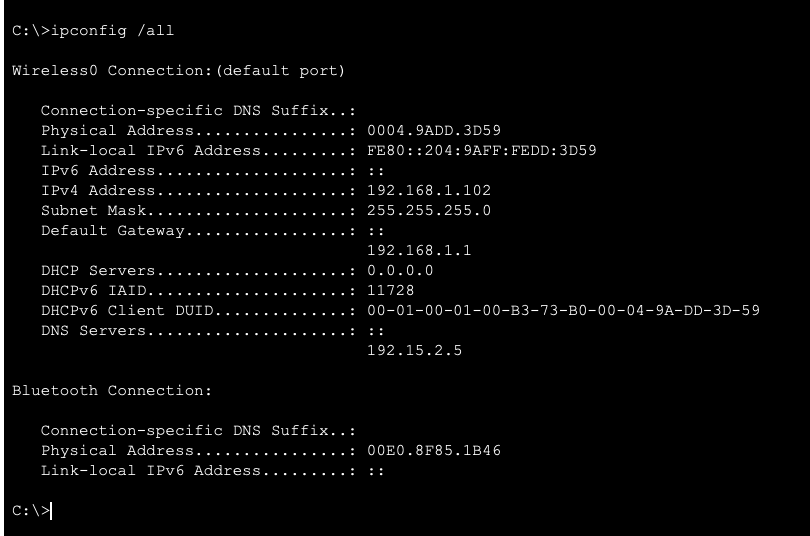 C:\>ipconfig /all
Wireless0 Connection:(default port)
Connection-specific DNS Suffix..:
Physical Address................: 0004.9ADD.3D59
Link-local IPv6 Address.........: FE80::204:9AFF:FEDD:3D59
IPv6 Address....................: ::
IPv4 Address....................: 192.168.1.102
Subnet Mask.....................: 255.255.255.0
Default Gateway.................: ::
192.168.1.1
DHCP Servers....................: 0.0.0.0
DHCPv6 IAID.....................: 11728
DHCPv6 Client DUID..............: 00-01-00-01-00-B3-73-B0-00-04-9A-DD-3D-59
DNS Servers.....................: ::
192.15.2.5
Bluetooth Connection:
Connection-specific DNS Suffix..:
Physical Address................: 00E0.8F85.1B46
Link-local IPv6 Address.........: ::
C:\>